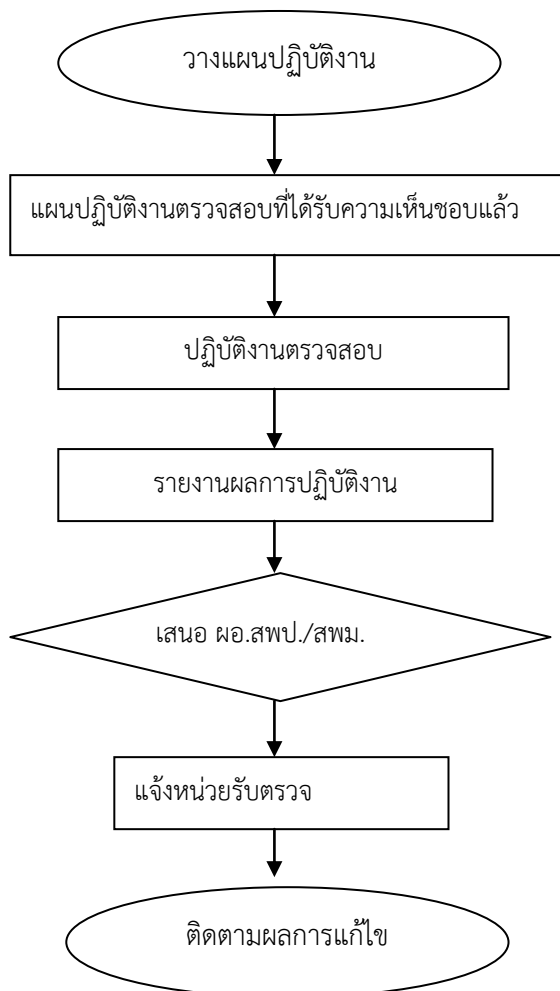 วางแผนปฏิบัติงาน
แผนปฏิบัติงานตรวจสอบที่ได้รับความเห็นชอบแล้ว
ปฏิบัติงานตรวจสอบ
รายงานผลการปฏิบัติงาน
เสนอ ผอ.สพป./สพม.
แจ้งหน่วยรับตรวจ
ติดตามผลการแก้ไข